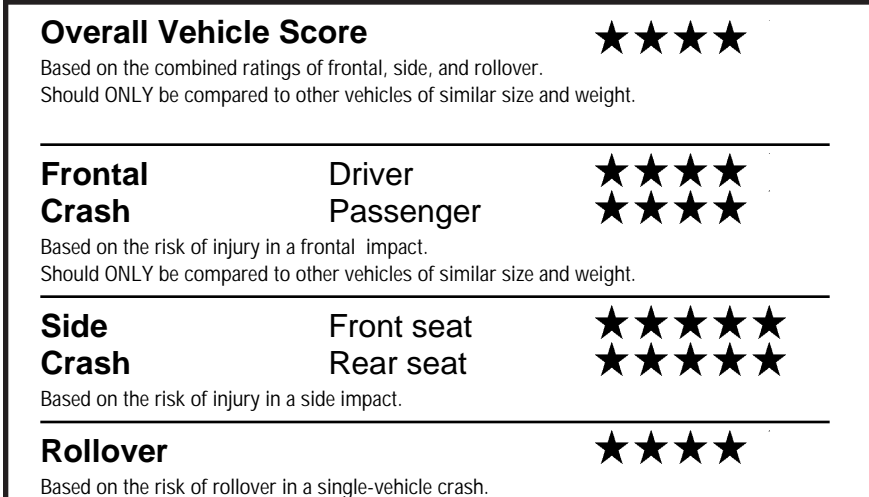 Overall Vehicle Score ★★★★
Based on the combined ratings of frontal, side, and rollover.
Should ONLY be compared to other vehicles of similar size and weight.
Frontal Driver ★★★★
Crash Passenger ★★★★
Based on the risk of injury in a frontal impact.
Should ONLY be compared to other vehicles of similar size and weight.
Side Front seat ★★★★★
Crash Rear seat ★★★★★
Based on the risk of injury in a side impact.
Rollover ★★★★
Based on the risk of rollover in a single-vehicle crash.